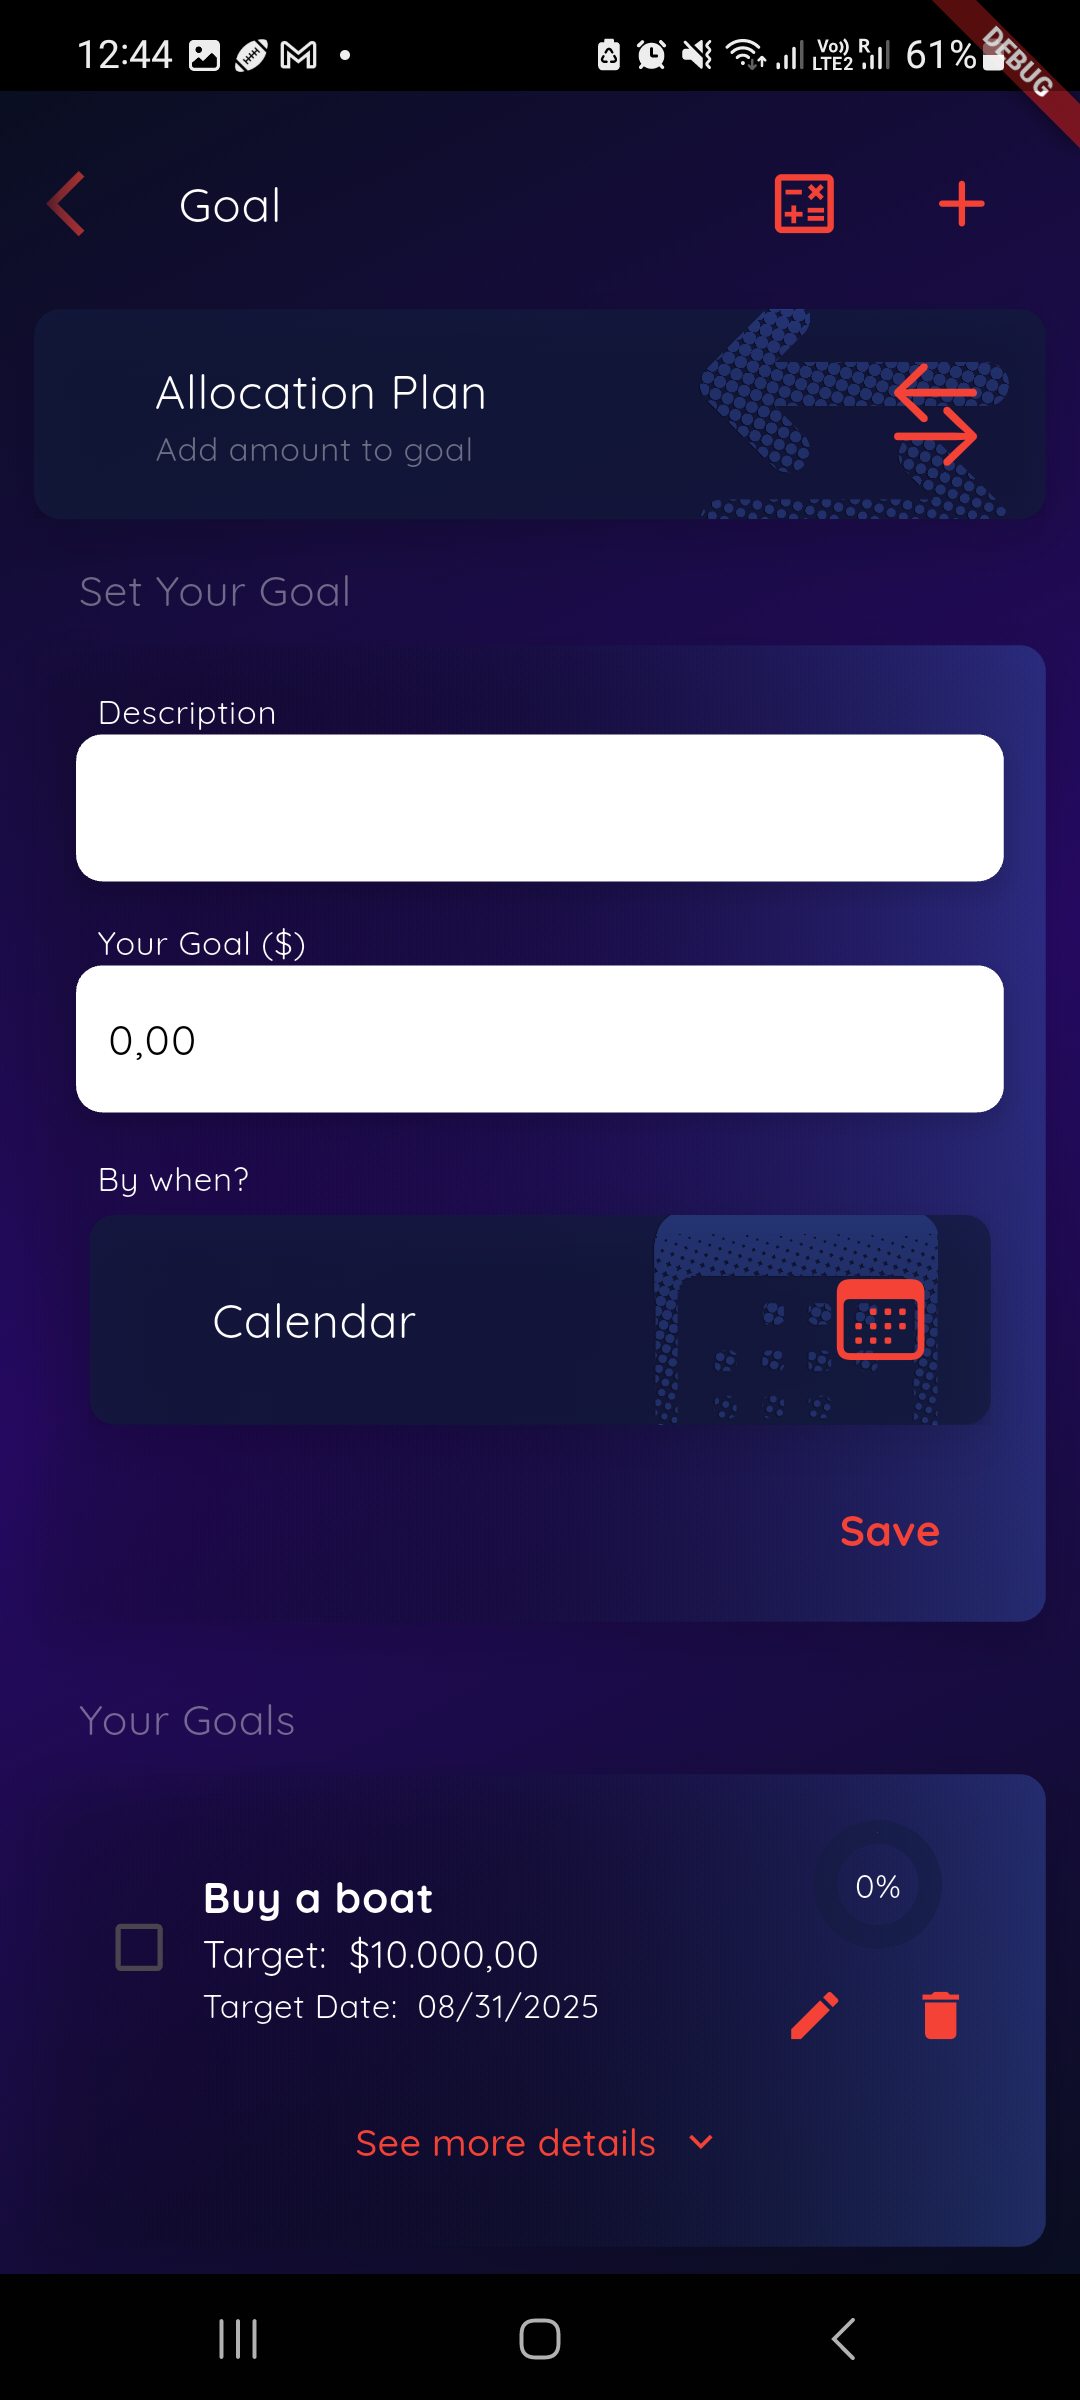 12:44
Vo)) R
LTE2
61%
DEBUG
Goal
Allocation Plan
Add amount to goal
Set Your Goal
Description
Your Goal ($)
0,00
By when?
Calendar
Save
Your Goals
0%
Buy a boat
Target: $10.000,00
Target Date: 08/31/2025
See more details